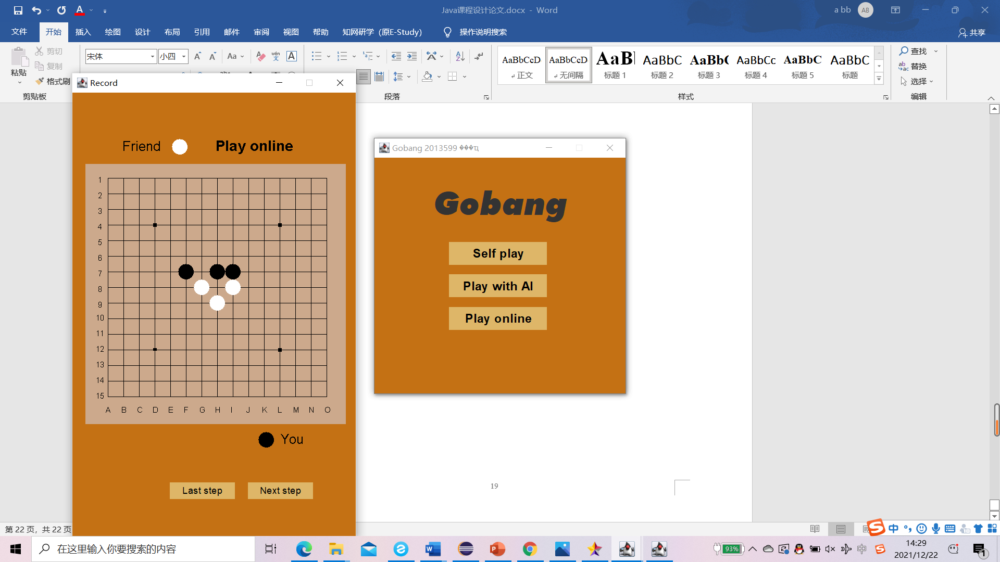 Java课程设计论文.docx - Word
a bb
AB
文件 开始 插入 绘图 设计 布局 引用 邮件 审阅 视图 帮助 知网研学（原E-Study） 操作说明搜索 共享
粘贴
剪切
复制
格式刷
剪贴板
宋体
小四
段落
AaBbCcD
正文
AaBbCcD
无间隔
AaBl
标题 1
AaBbC
标题 2
AaBb(
标题 3
AaBbCc
标题 4
AaBbC
标题 5
AaBbC
标题
样式
查找
替换
选择
编辑
Record
Friend
Play online
1
2
3
4
5
6
7
8
9
10
11
12
13
14
15
A B C D E F G H I J K L M N O
You
Last step
Next step
Gobang 2013599
Gobang
Self play
Play with AI
Play online
19
第 22 页，共 22 页
中
在这里输入你要搜索的内容
93%
14:29
2021/12/22
1